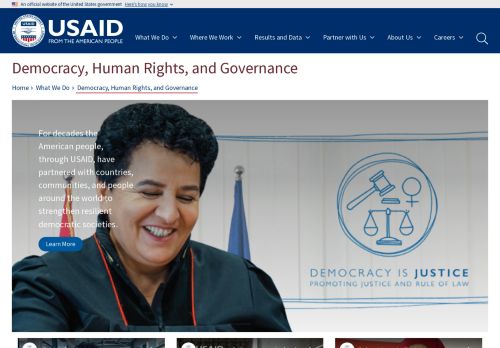 An official website of the United States government Here's how you know
USAID
FROM THE AMERICAN PEOPLE
What We Do
Where We Work
Results and Data
Partner with Us
About Us
Careers
Democracy, Human Rights, and Governance
Home
What We Do
Democracy, Human Rights, and Governance
For decades the
American people,
through USAID, have
partnered with countries,
communities, and people
around the world to
strengthen resilient
democratic societies.
Learn More
DEMOCRACY IS JUSTICE
PROMOTING JUSTICE AND RULE OF LAW
USAID